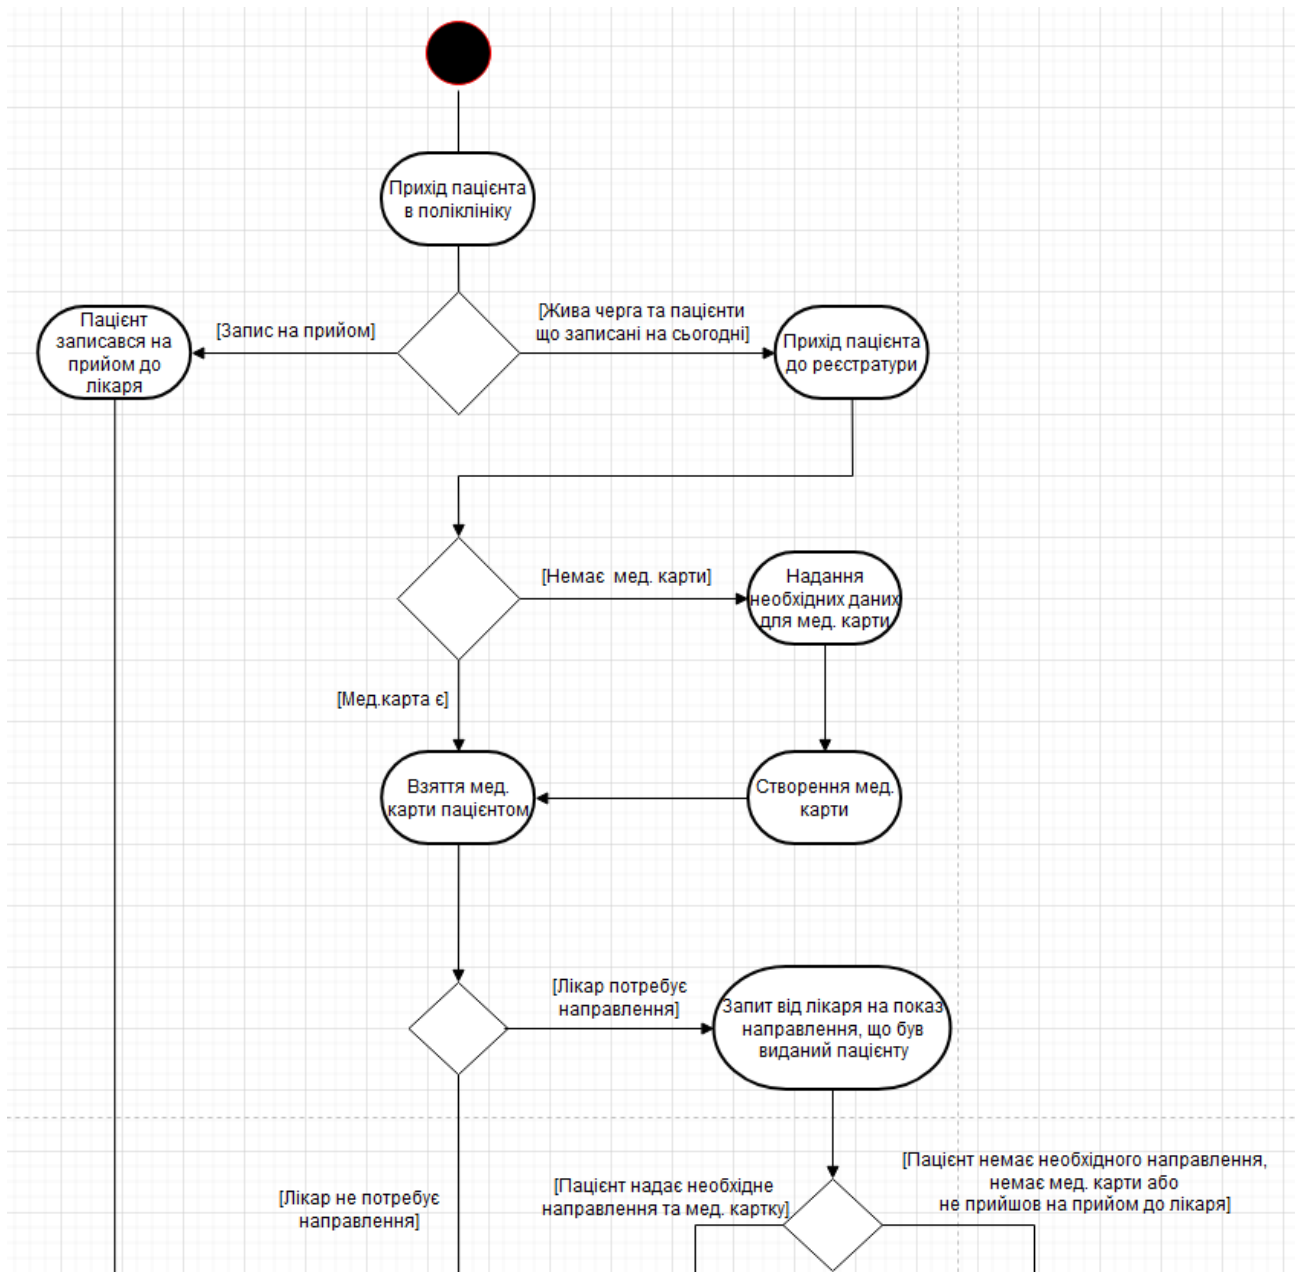 Прихід пацієнта
в поліклініку
[Запис на прийом]
[Жива черга та пацієнти
що записані на сьогодні]
Пацієнт
записався на
прийом до
лікаря
Прихід пацієнта
до реєстратури
[Немає  мед. карти]
Надання
необхідних даних
для мед. карти
[Мед.карта є]
Взяття мед.
карти пацієнтом
Створення мед.
карти
[Лікар потребує
направлення]
Запит від лікаря на показ
направлення, що був
виданий пацієнту
[Лікар не потребує
направлення]
[Пацієнт надає необхідне
направлення та мед. картку]
[Пацієнт немає необхідного направлення,
немає мед. карти або
не прийшов на прийом до лікаря]